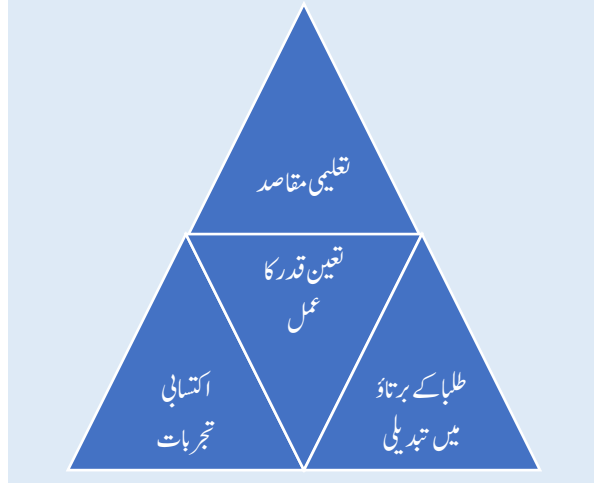 تعلیمی مقاصد
تعین قدر کا
عمل
اکتسابی
تجربات
طلبا کے برتاؤ
میں تبدیلی